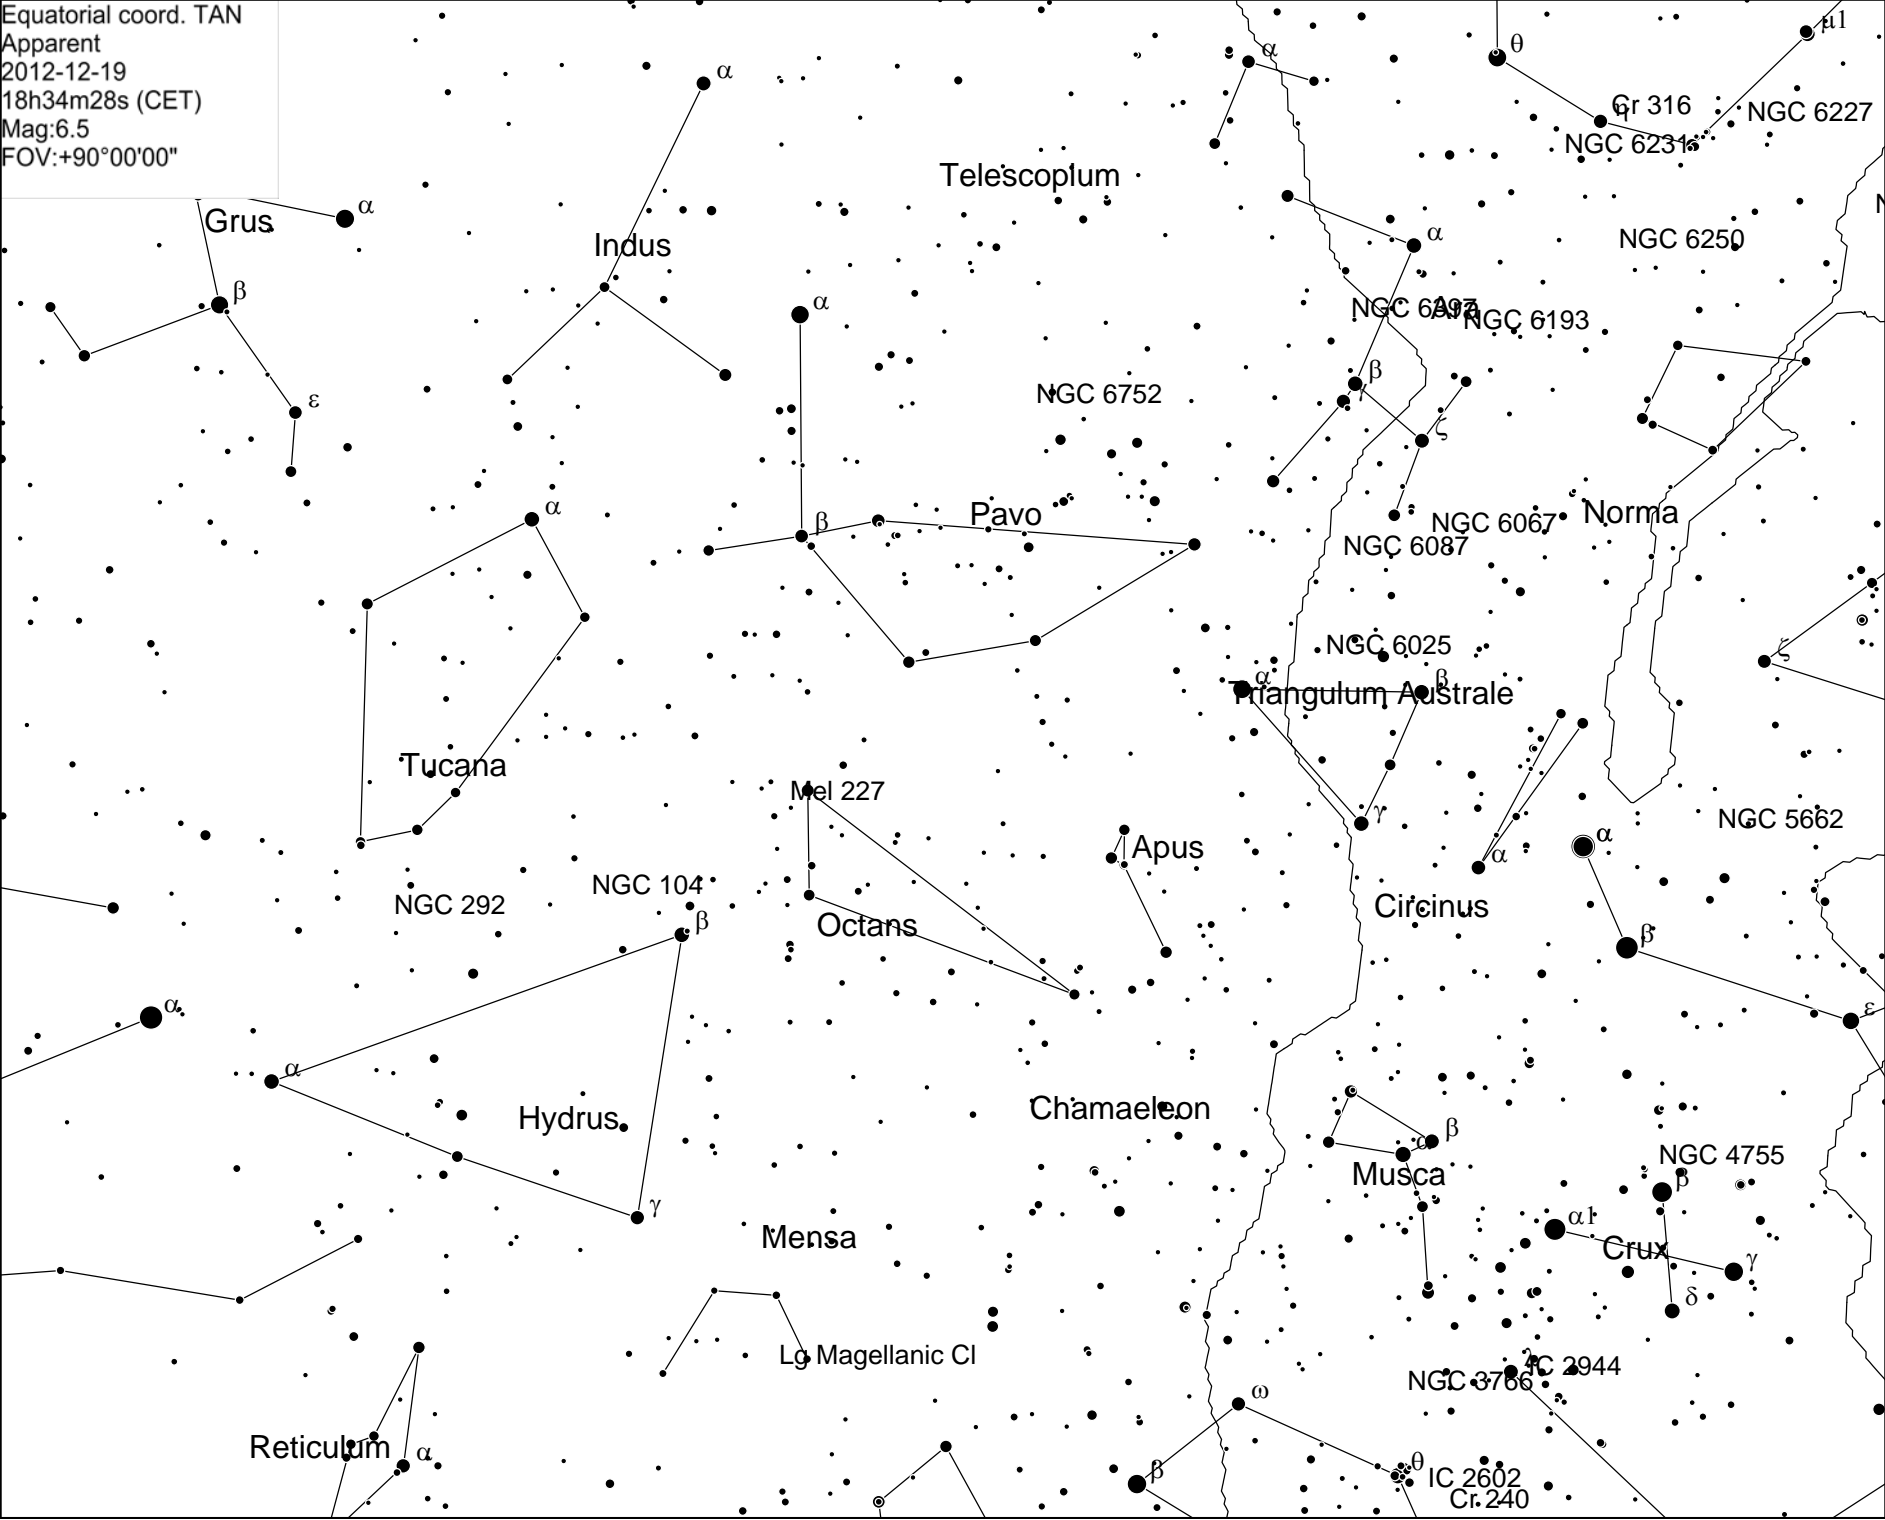 Equatorial coord. TAN
Apparent
2012-12-19
18h34m28s (CET)
Mag:6.5
FOV:+90°00'00"
μ1
θ
α
α
Cr 316
η
NGC 6227
NGC 6231
Telescopium
α
Grus
N
α
NGC 6250
Indus
β
α
NGC 6397
Ara
NGC 6193
β
NGC 6752
γ
ε
ζ
α
Pavo
β
NGC 6067
Norma
NGC 6087
NGC 6025
ζ
α
β
Triangulum Australe
Tucana
Mel 227
γ
NGC 5662
α
Apus
α
NGC 104
NGC 292
Circinus
β
Octans
β
α
ε
α
Chamaeleon
Hydrus
β
α
NGC 4755
Musca
β
γ
α1
Mensa
Crux
γ
δ
Lg Magellanic Cl
λ
IC 2944
NGC 3766
ω
Reticulum
α
β
θ
IC 2602
Cr 240